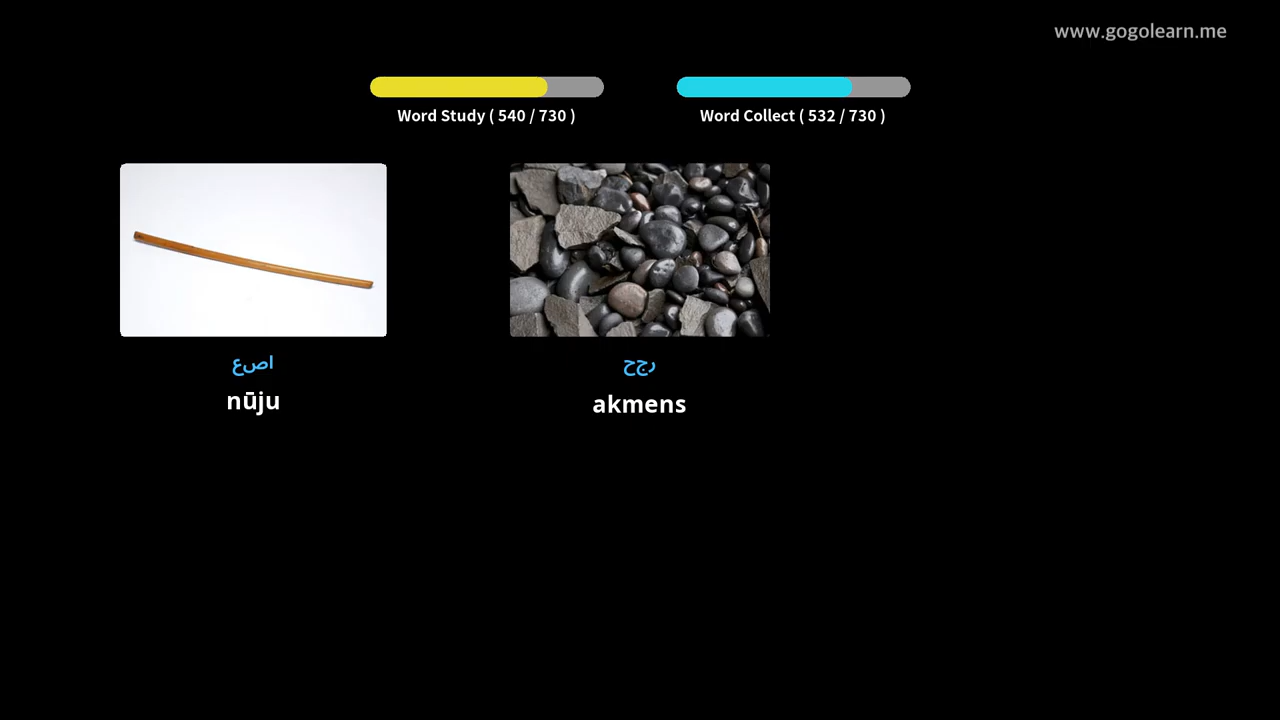 www.gogolearn.me
Word Study ( 540 / 730 )
Word Collect ( 532 / 730 )
اصع
رجح
nūju
akmens